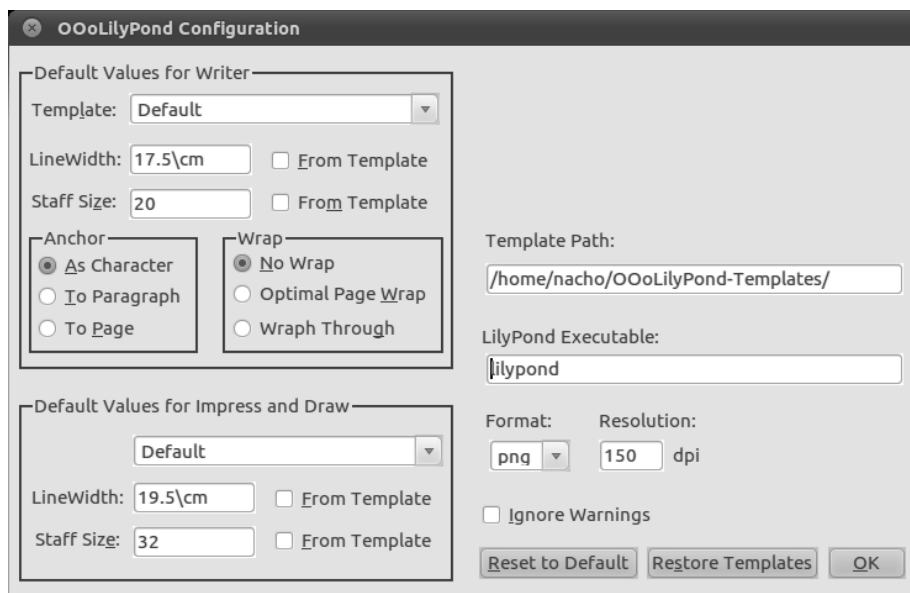 OOoLilyPond Configuration
Default Values for Writer
Template: Default
LineWidth: 17.5\cm From Template
Staff Size: 20 From Template
Anchor
As Character
To Paragraph
To Page
Wrap
No Wrap
Optimal Page Wrap
Wraph Through
Default Values for Impress and Draw
Default
LineWidth: 19.5\cm From Template
Staff Size: 32 From Template
Template Path:
/home/nacho/OOoLilyPond-Templates/
LilyPond Executable:
lilypond
Format: Resolution:
png 150 dpi
Ignore Warnings
Reset to Default Restore Templates OK